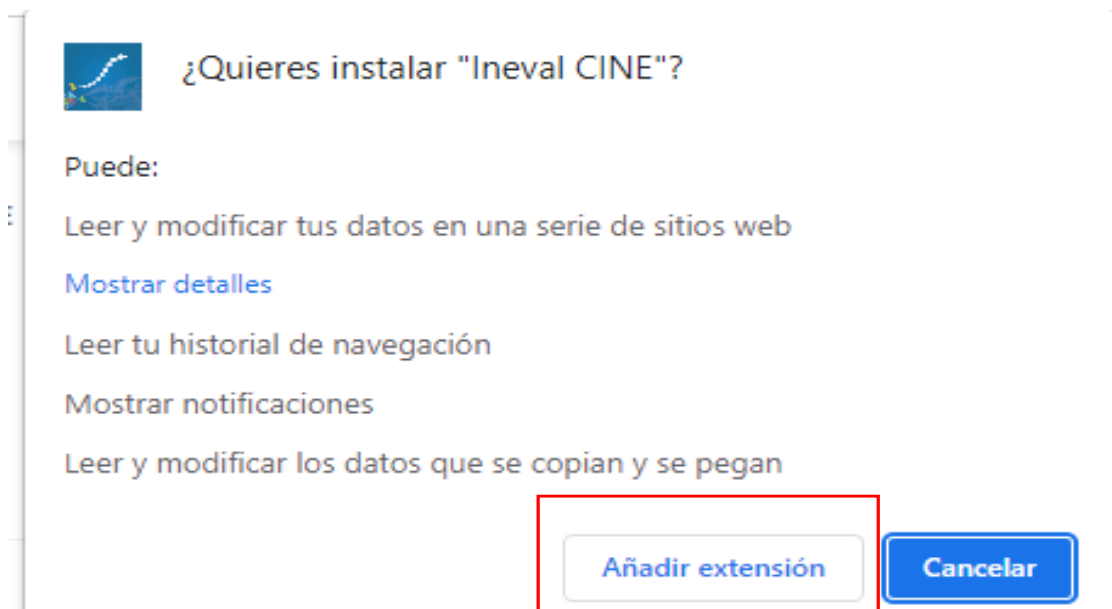 ¿Quieres instalar "Ineval CINE"?
Puede:
Leer y modificar tus datos en una serie de sitios web
Mostrar detalles
Leer tu historial de navegación
Mostrar notificaciones
Leer y modificar los datos que se copian y se pegan
Añadir extensión
Cancelar